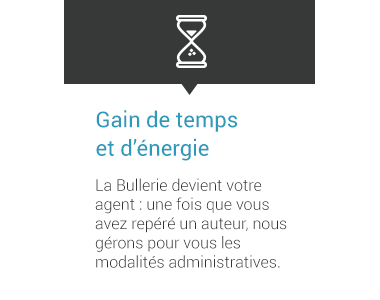 Gain de temps
et d’énergie
La Bullerie devient votre
agent : une fois que vous
avez repéré un auteur, nous
gérons pour vous les
modalités administratives.